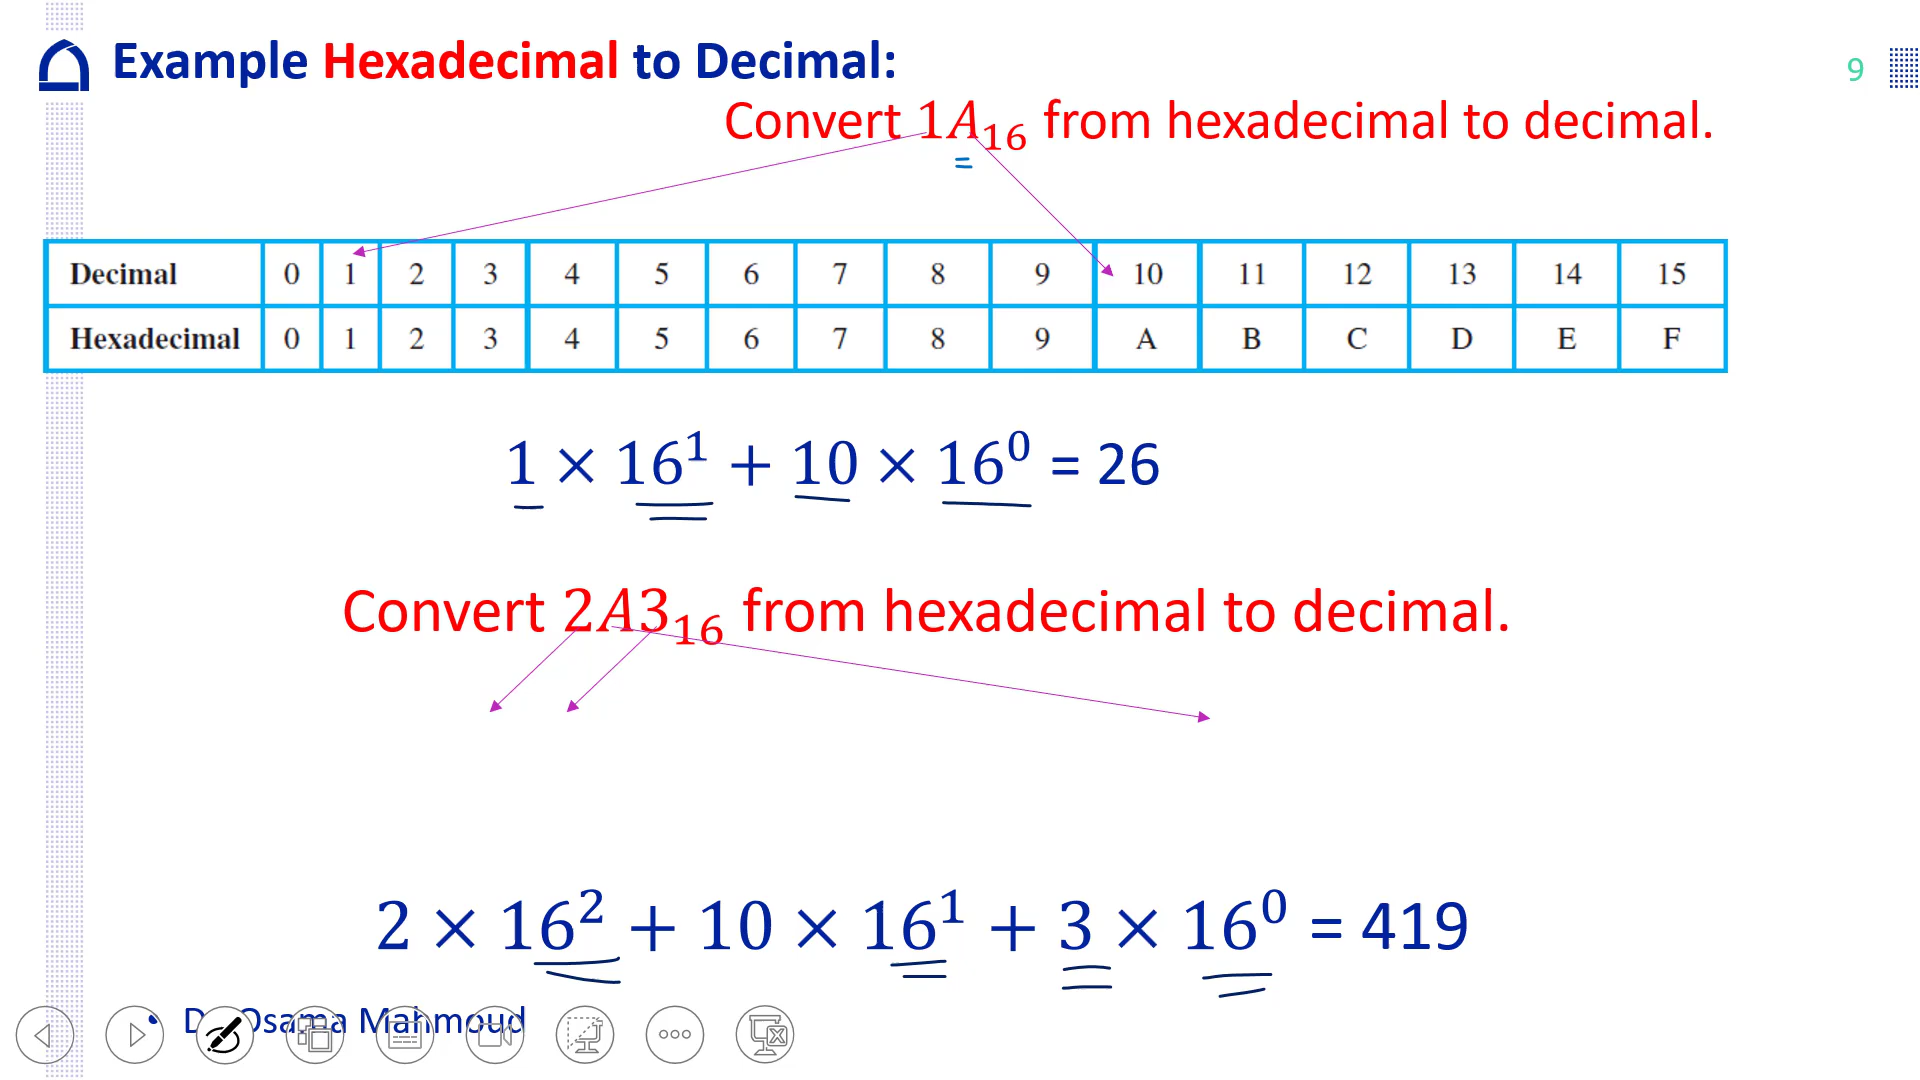 Example Hexadecimal to Decimal:
9
Convert 1A₁₆ from hexadecimal to decimal.
=
Decimal 0 1 2 3 4 5 6 7 8 9 10 11 12 13 14 15
Hexadecimal 0 1 2 3 4 5 6 7 8 9 A B C D E F
1 × 16¹ + 10 × 16⁰ = 26
Convert 2A3₁₆ from hexadecimal to decimal.
2 × 16² + 10 × 16¹ + 3 × 16⁰ = 419
Osama Mahmoud